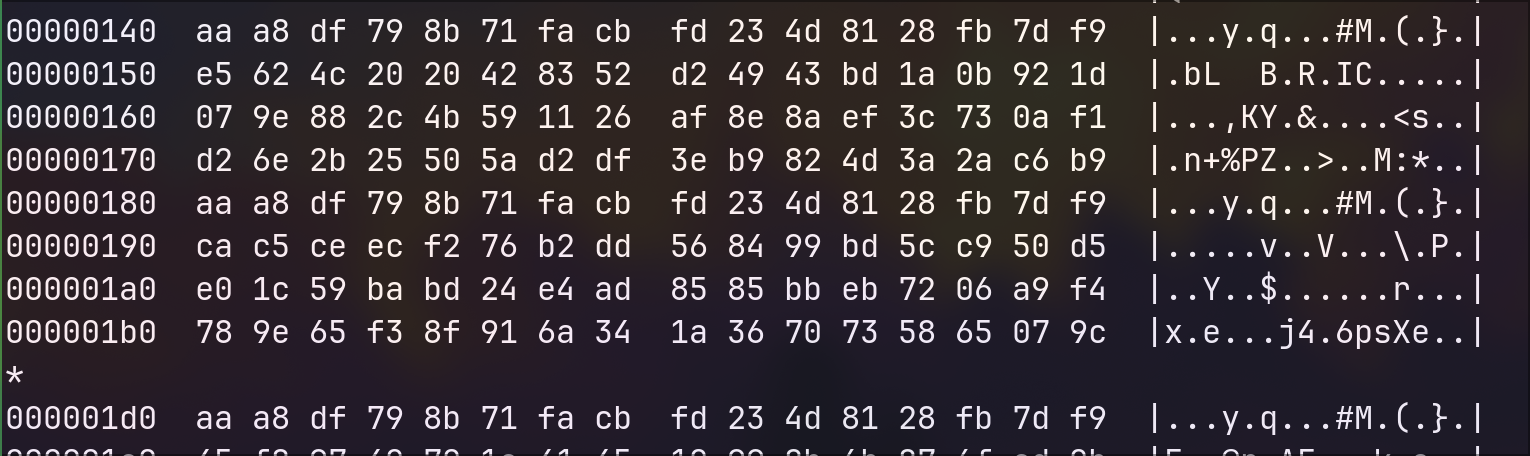 00000140  aa a8 df 79 8b 71 fa cb  fd 23 4d 81 28 fb 7d f9  |...y.q...#M.(.}.|
00000150  e5 62 4c 20 20 42 83 52  d2 49 43 bd 1a 0b 92 1d  |.bL  B.R.IC.....|
00000160  07 9e 88 2c 4b 59 11 26  af 8e 8a ef 3c 73 0a f1  |...,KY.&....<s..|
00000170  d2 6e 2b 25 50 5a d2 df  3e b9 82 4d 3a 2a c6 b9  |.n+%PZ..>..M:*..|
00000180  aa a8 df 79 8b 71 fa cb  fd 23 4d 81 28 fb 7d f9  |...y.q...#M.(.}.|
00000190  ca c5 ce ec f2 76 b2 dd  56 84 99 bd 5c c9 50 d5  |.....v..V...\.P.|
000001a0  e0 1c 59 ba bd 24 e4 ad  85 85 bb eb 72 06 a9 f4  |..Y..$......r...|
000001b0  78 9e 65 f3 8f 91 6a 34  1a 36 70 73 58 65 07 9c  |x.e...j4.6psXe..|
*
000001d0  aa a8 df 79 8b 71 fa cb  fd 23 4d 81 28 fb 7d f9  |...y.q...#M.(.}.|